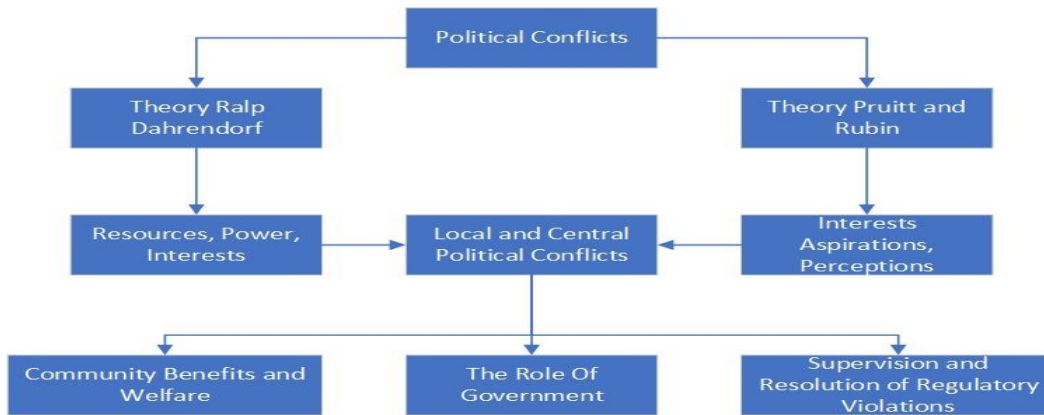 Political Conflicts
Theory Ralp
Dahrendorf
Theory Pruitt and
Rubin
Resources, Power,
Interests
Local and Central
Political Conflicts
Interests
Aspirations,
Perceptions
Community Benefits and
Welfare
The Role Of
Government
Supervision and
Resolution of Regulatory
Violations